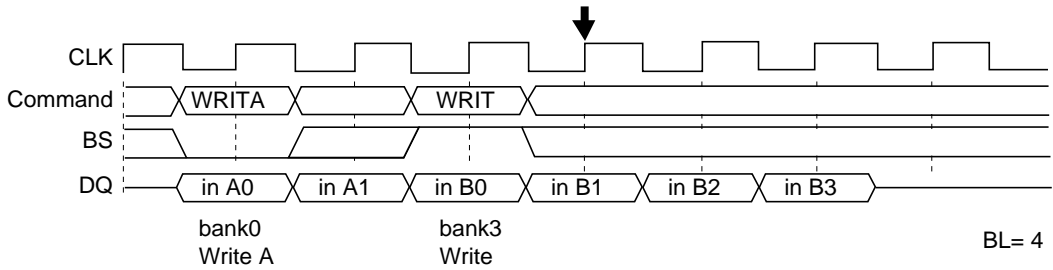 CLK
Command WRITA WRIT
BS
DQ in A0 in A1 in B0 in B1 in B2 in B3
bank0 bank3
Write A Write
BL= 4